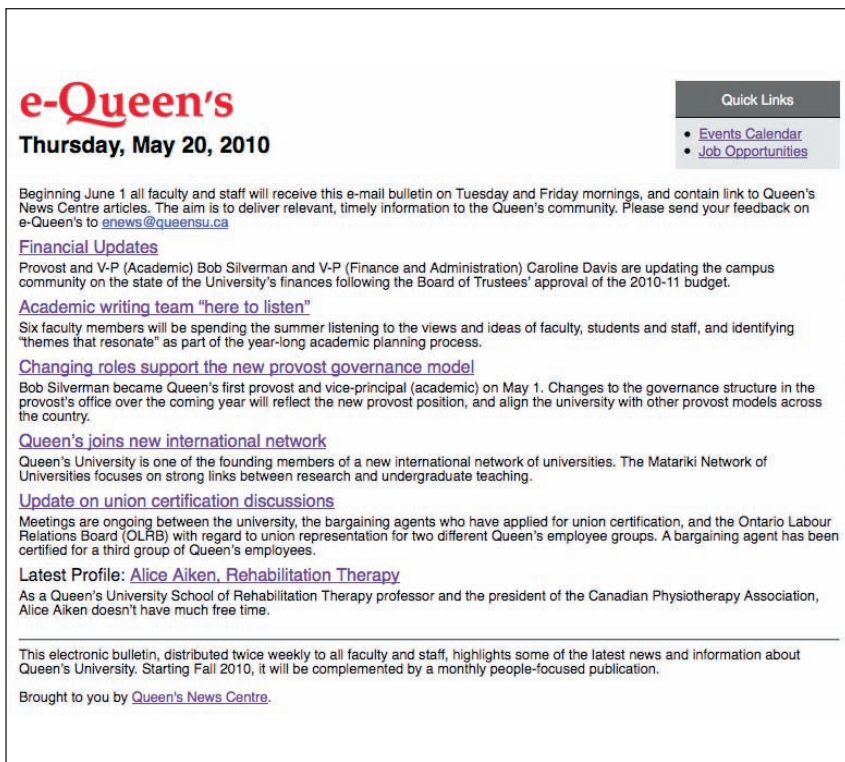 e-Queen's
Thursday, May 20, 2010
Quick Links
• Events Calendar
• Job Opportunities
Beginning June 1 all faculty and staff will receive this e-mail bulletin on Tuesday and Friday mornings, and contain link to Queen's
News Centre articles. The aim is to deliver relevant, timely information to the Queen's community. Please send your feedback on
e-Queen's to enews@queensu.ca
Financial Updates
Provost and V-P (Academic) Bob Silverman and V-P (Finance and Administration) Caroline Davis are updating the campus
community on the state of the University's finances following the Board of Trustees' approval of the 2010-11 budget.
Academic writing team “here to listen”
Six faculty members will be spending the summer listening to the views and ideas of faculty, students and staff, and identifying
“themes that resonate” as part of the year-long academic planning process.
Changing roles support the new provost governance model
Bob Silverman became Queen's first provost and vice-principal (academic) on May 1. Changes to the governance structure in the
provost's office over the coming year will reflect the new provost position, and align the university with other provost models across
the country.
Queen's joins new international network
Queen's University is one of the founding members of a new international network of universities. The Matariki Network of
Universities focuses on strong links between research and undergraduate teaching.
Update on union certification discussions
Meetings are ongoing between the university, the bargaining agents who have applied for union certification, and the Ontario Labour
Relations Board (OLRB) with regard to union representation for two different Queen's employee groups. A bargaining agent has been
certified for a third group of Queen's employees.
Latest Profile: Alice Aiken, Rehabilitation Therapy
As a Queen's University School of Rehabilitation Therapy professor and the president of the Canadian Physiotherapy Association,
Alice Aiken doesn't have much free time.
This electronic bulletin, distributed twice weekly to all faculty and staff, highlights some of the latest news and information about
Queen's University. Starting Fall 2010, it will be complemented by a monthly people-focused publication.
Brought to you by Queen's News Centre.